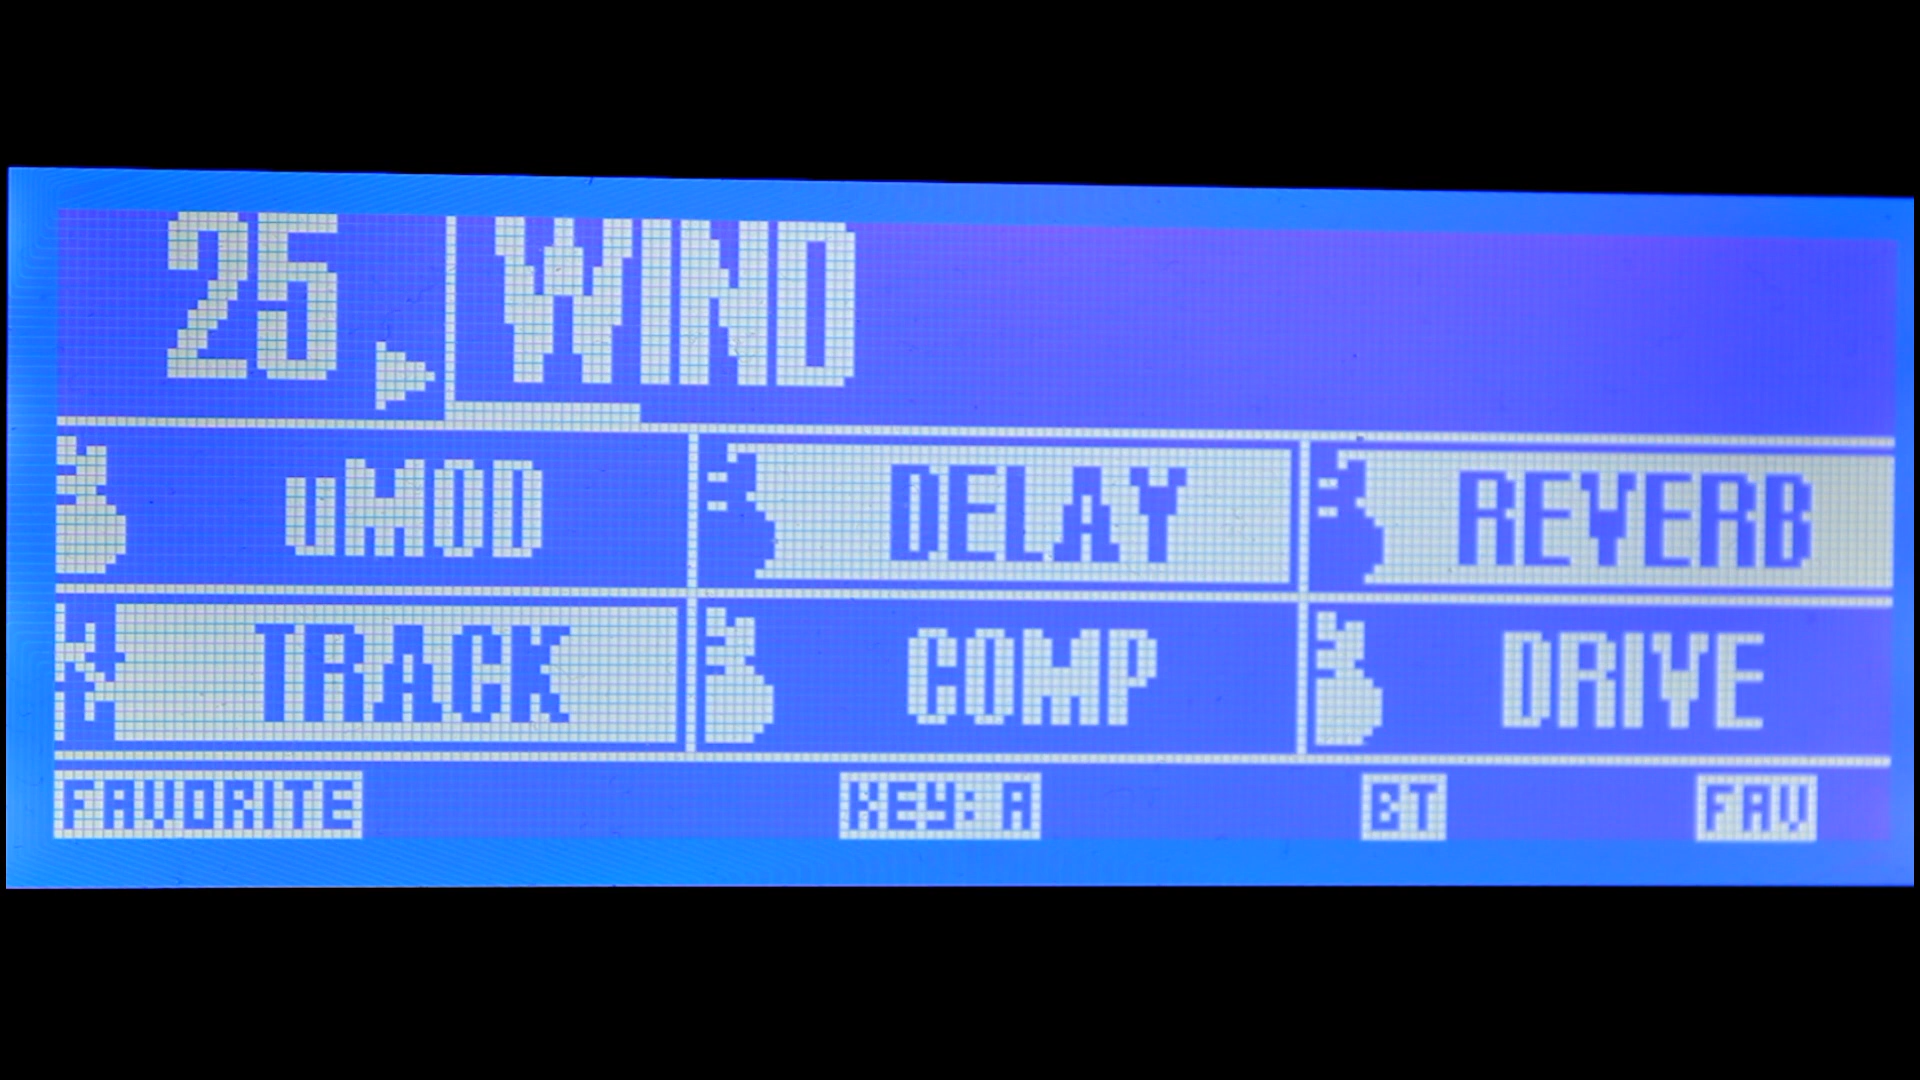 25 WIND
uMOD DELAY REVERB
TRACK COMP DRIVE
FAVORITE KEY:A BT FAV